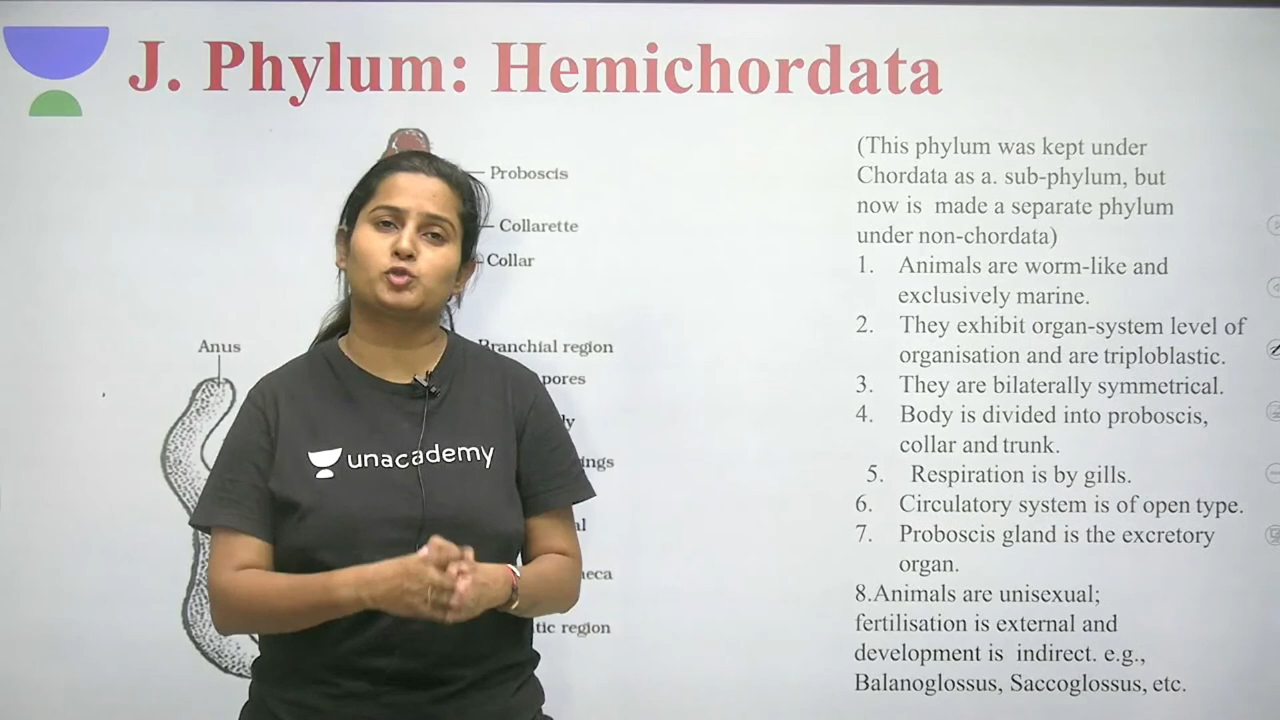 J. Phylum: Hemichordata
Proboscis
Collarette
Collar
Branchial region
pores
Anus
unacademy
(This phylum was kept under
Chordata as a. sub-phylum, but
now is made a separate phylum
under non-chordata)
1. Animals are worm-like and
exclusively marine.
2. They exhibit organ-system level of
organisation and are triploblastic.
3. They are bilaterally symmetrical.
4. Body is divided into proboscis,
collar and trunk.
5. Respiration is by gills.
6. Circulatory system is of open type.
7. Proboscis gland is the excretory
organ.
8.Animals are unisexual;
fertilisation is external and
development is indirect. e.g.,
Balanoglossus, Saccoglossus, etc.
region